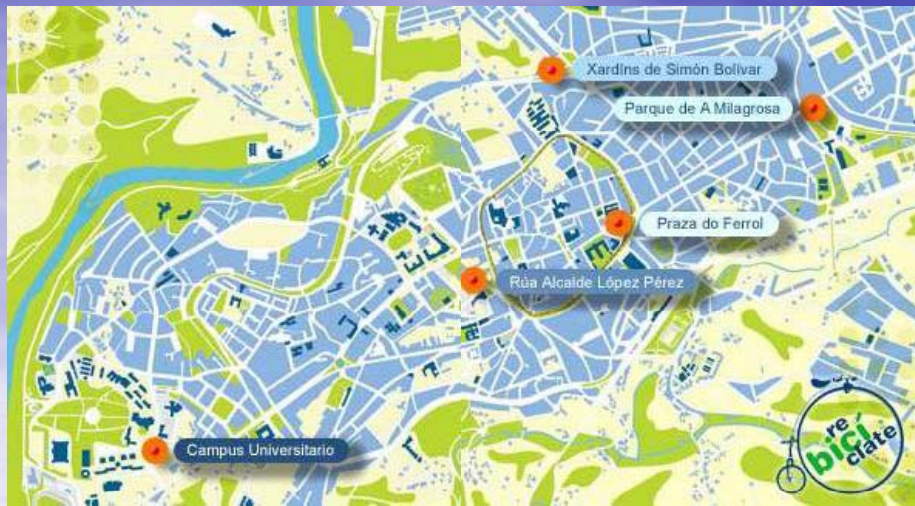 Xardíns de Simón Bolívar
Parque de A Milagrosa
Praza do Ferrol
Rúa Alcalde López Pérez
Campus Universitario
re
bici
clate